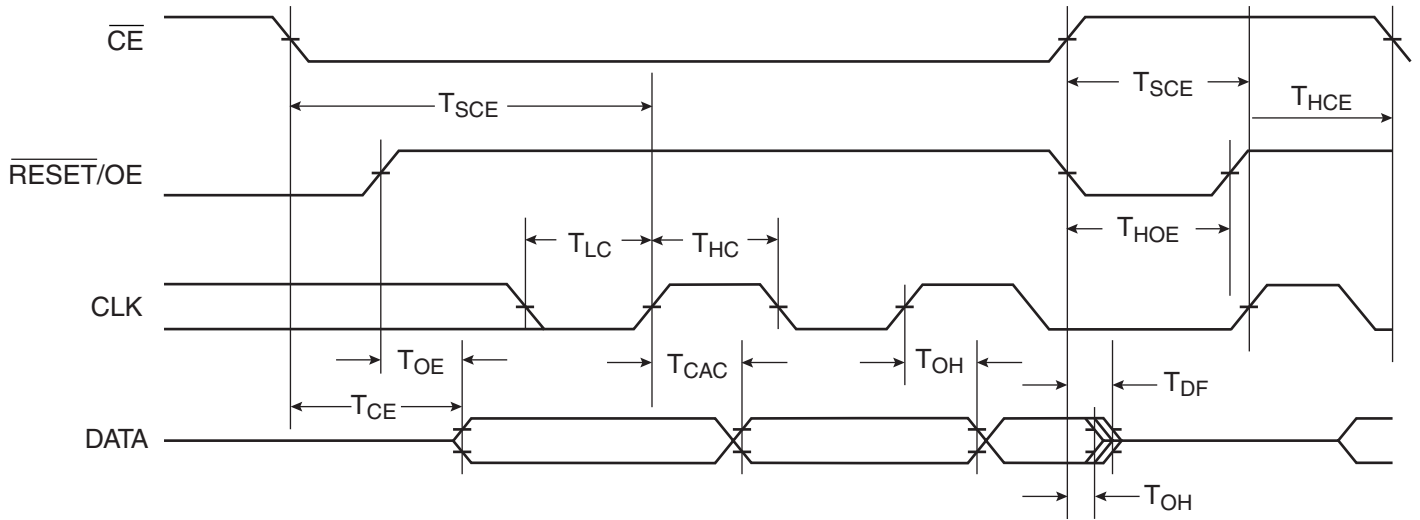 CE
T_SCE
T_SCE
T_HCE
RESET/OE
T_LC
T_HC
T_HOE
CLK
T_OE
T_CAC
T_OH
T_DF
T_CE
DATA
T_OH